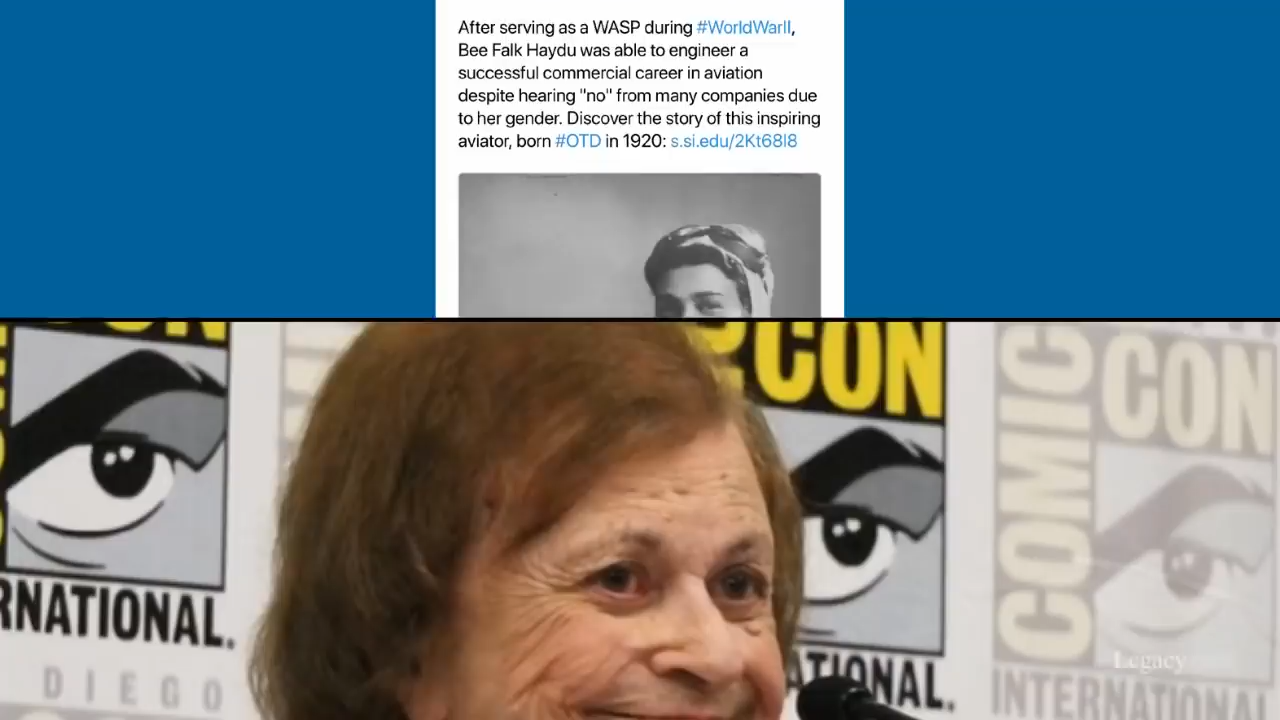 After serving as a WASP during #WorldWarII,
Bee Falk Haydu was able to engineer a
successful commercial career in aviation
despite hearing "no" from many companies due
to her gender. Discover the story of this inspiring
aviator, born #OTD in 1920: s.si.edu/2Kt68I8
CON
COMIC
CON
RNATIONAL.
DIEGO
ATIONAL.
INTERNATIONAL
Legacy